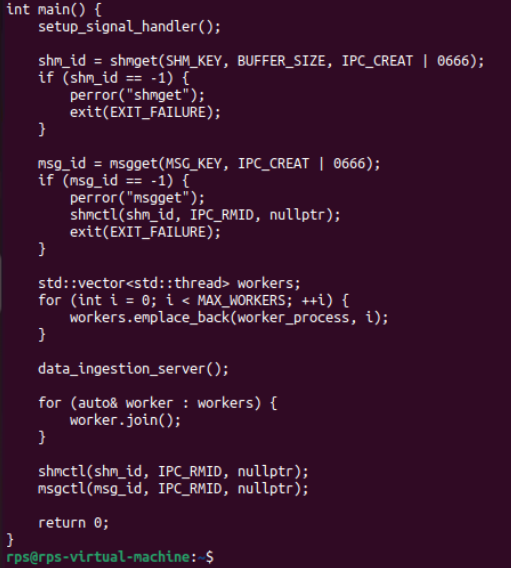 int main() {
    setup_signal_handler();

    shm_id = shmget(SHM_KEY, BUFFER_SIZE, IPC_CREAT | 0666);
    if (shm_id == -1) {
        perror("shmget");
        exit(EXIT_FAILURE);
    }

    msg_id = msgget(MSG_KEY, IPC_CREAT | 0666);
    if (msg_id == -1) {
        perror("msgget");
        shmctl(shm_id, IPC_RMID, nullptr);
        exit(EXIT_FAILURE);
    }

    std::vector<std::thread> workers;
    for (int i = 0; i < MAX_WORKERS; ++i) {
        workers.emplace_back(worker_process, i);
    }

    data_ingestion_server();

    for (auto& worker : workers) {
        worker.join();
    }

    shmctl(shm_id, IPC_RMID, nullptr);
    msgctl(msg_id, IPC_RMID, nullptr);

    return 0;
}
rps@rps-virtual-machine:~$